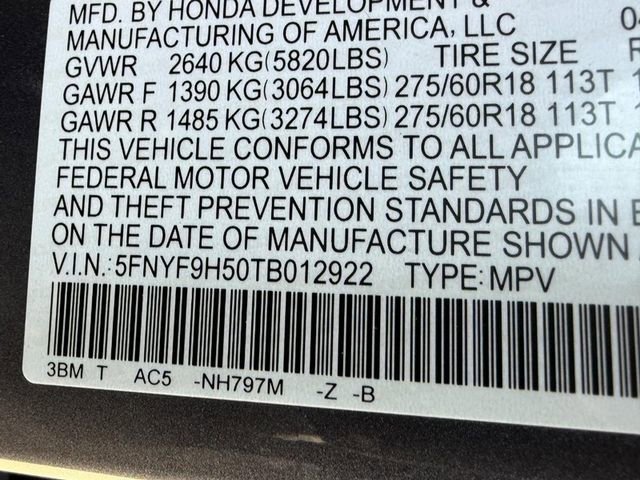 MFD. BY HONDA DEVELOPMENT &
MANUFACTURING OF AMERICA, LLC 04
GVWR 2640 KG(5820LBS) TIRE SIZE R
GAWR F 1390 KG(3064LBS) 275/60R18 113T
GAWR R 1485 KG(3274LBS) 275/60R18 113T
THIS VEHICLE CONFORMS TO ALL APPLICA
FEDERAL MOTOR VEHICLE SAFETY
AND THEFT PREVENTION STANDARDS IN E
ON THE DATE OF MANUFACTURE SHOWN
V.I.N.:5FNYF9H50TB012922 TYPE:MPV
3BM T AC5 -NH797M -Z -B